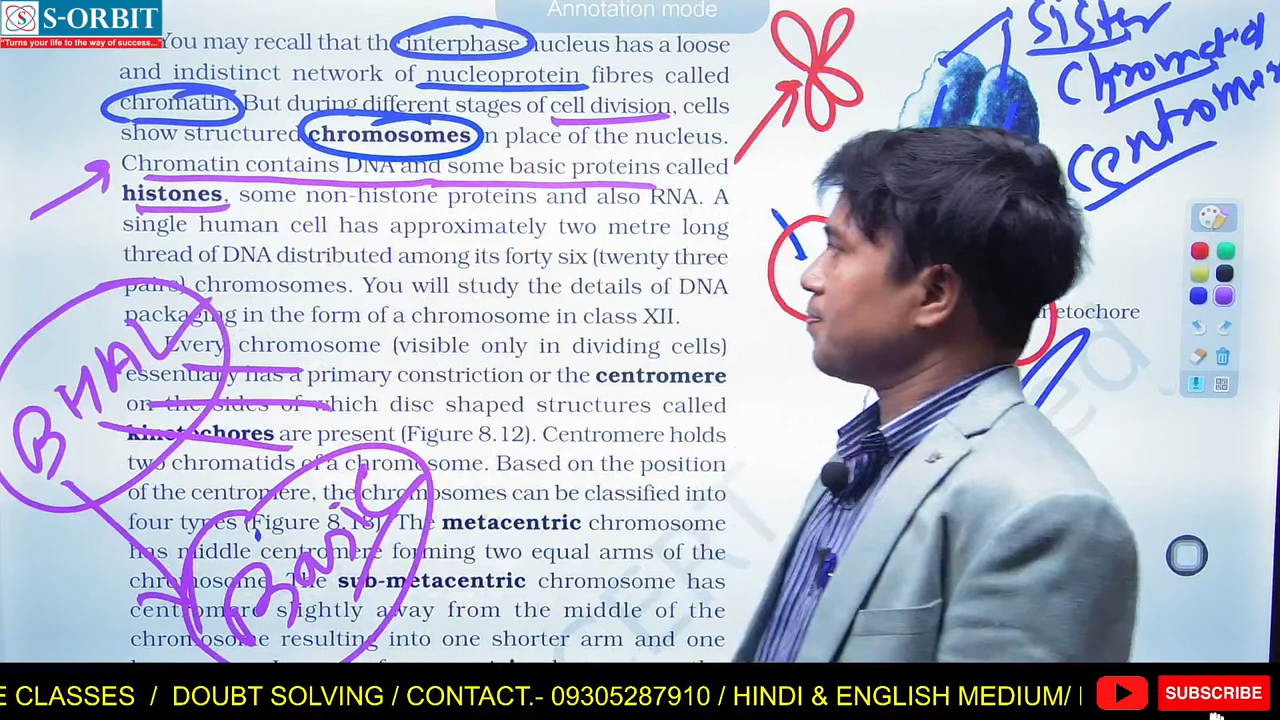 S-ORBIT
"Turns your life to the way of success..."
Annotation mode
You may recall that the interphase nucleus has a loose
and indistinct network of nucleoprotein fibres called
chromatin. But during different stages of cell division, cells
show structured chromosomes in place of the nucleus.
Chromatin contains DNA and some basic proteins called
histones, some non-histone proteins and also RNA. A
single human cell has approximately two metre long
thread of DNA distributed among its forty six (twenty three
pairs) chromosomes. You will study the details of DNA
packaging in the form of a chromosome in class XII.
Every chromosome (visible only in dividing cells)
essentially has a primary constriction or the centromere
on the sides of which disc shaped structures called
kinetochores are present (Figure 8.12). Centromere holds
two chromatids of a chromosome. Based on the position
of the centromere, the chromosomes can be classified into
four types (Figure 8.13). The metacentric chromosome
has middle centromere forming two equal arms of the
chromosome. The sub-metacentric chromosome has
centromere slightly away from the middle of the
chromosome resulting into one shorter arm and one
BHAL
Basic
Sister
Chromatid
centromer
netochore
E CLASSES / DOUBT SOLVING / CONTACT.- 09305287910 / HINDI & ENGLISH MEDIUM/
SUBSCRIBE